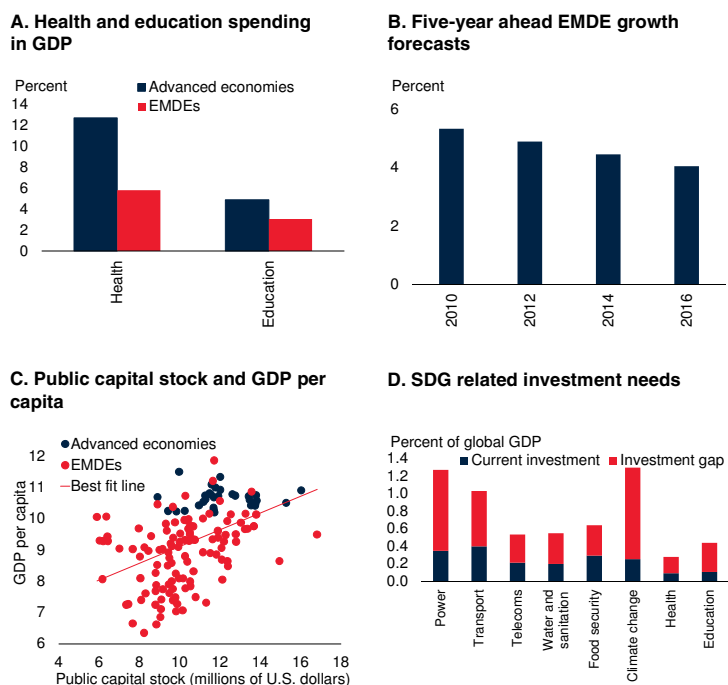 A. Health and education spending
in GDP
Percent
Advanced economies
EMDEs
14
12
10
8
6
4
2
0
Health
Education
B. Five-year ahead EMDE growth
forecasts
Percent
6
4
2
0
2010
2012
2014
2016
C. Public capital stock and GDP per
capita
Advanced economies
EMDEs
Best fit line
GDP per capita
12
11
10
9
8
7
6
4
6
8
10
12
14
16
18
Public capital stock (millions of U.S. dollars)
D. SDG related investment needs
Percent of global GDP
Current investment
Investment gap
1.4
1.2
1.0
0.8
0.6
0.4
0.2
0.0
Power
Transport
Telecoms
Water and
sanitation
Food security
Climate change
Health
Education